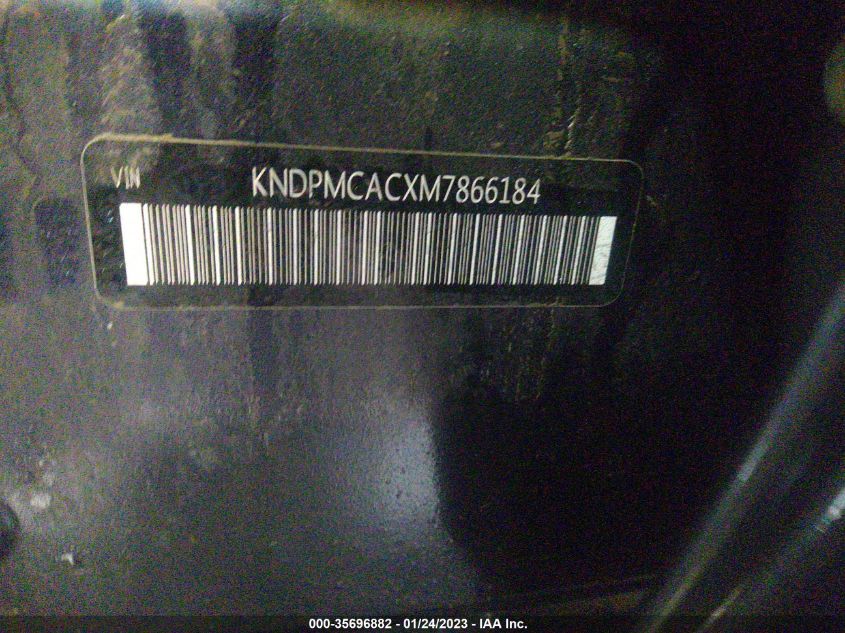 VIN KNDPMCACXM7866184
000-35696882 - 01/24/2023 - IAA Inc.